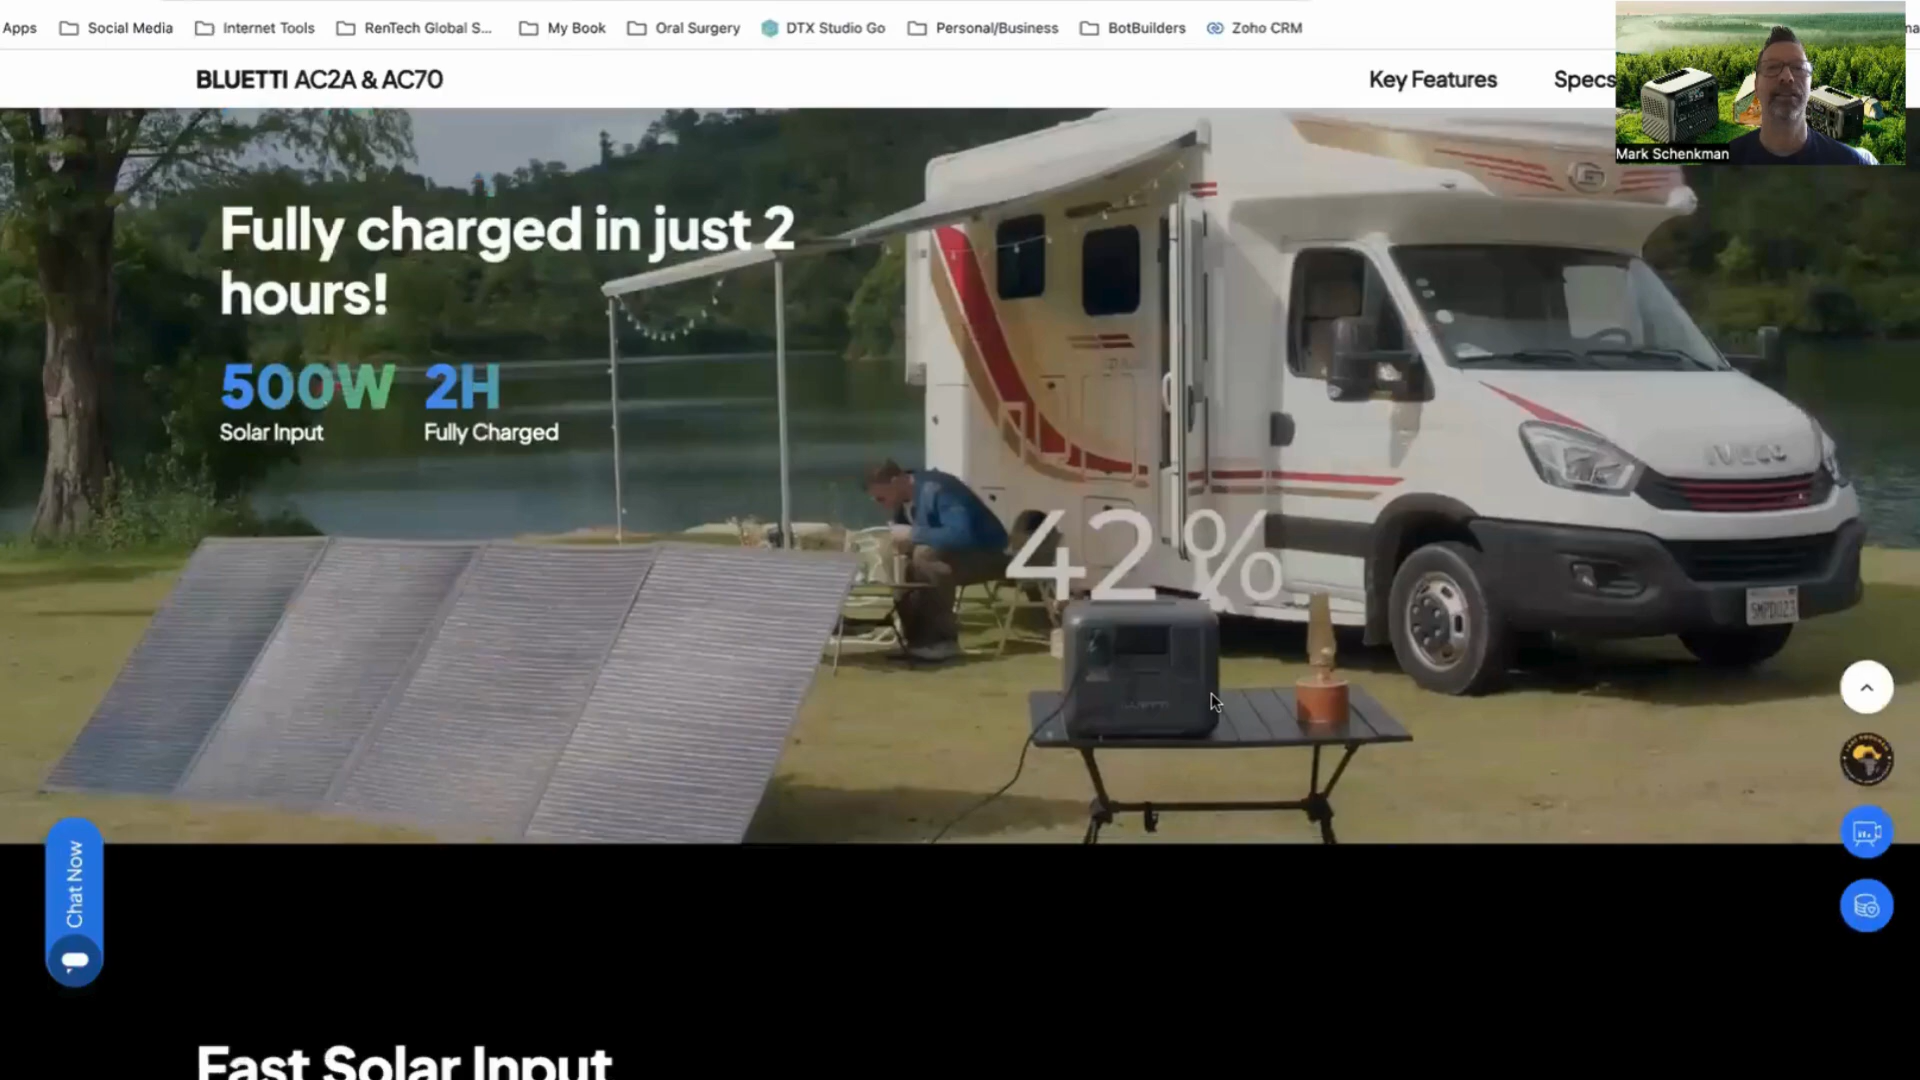 Apps Social Media Internet Tools RenTech Global S... My Book Oral Surgery DTX Studio Go Personal/Business BotBuilders Zoho CRM
BLUETTI AC2A & AC70 Key Features Specs
Mark Schenkman
Fully charged in just 2
hours!
500W 2H
Solar Input Fully Charged
42%
IVECO
BLUETTI
Chat Now
Fast Solar Input